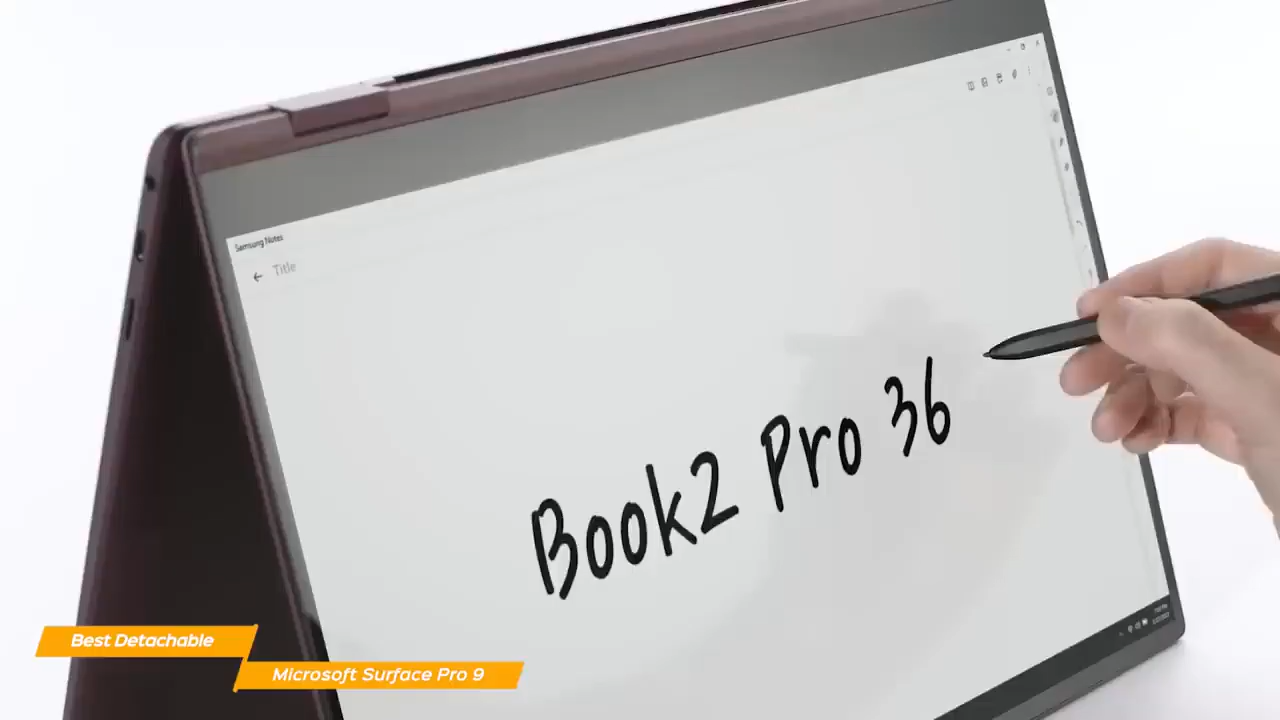 Samsung Notes
Title
Book2 Pro 36
Best Detachable
Microsoft Surface Pro 9